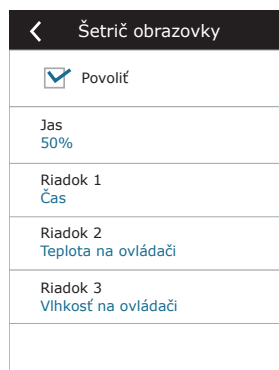 Šetrič obrazovky
Povoliť
Jas
50%
Riadok 1
Čas
Riadok 2
Teplota na ovládači
Riadok 3
Vlhkosť na ovládači